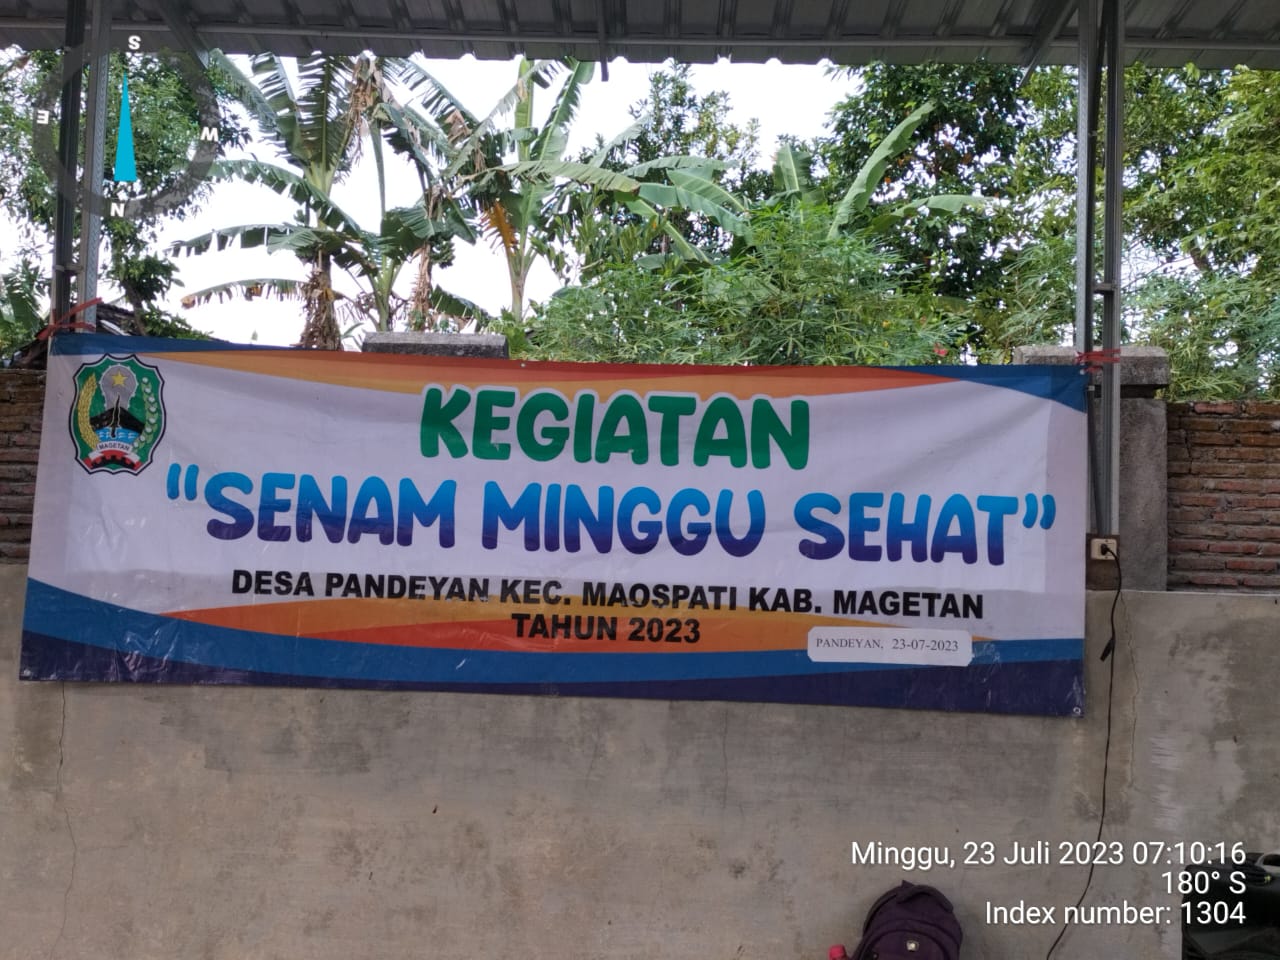 S
E
W
N
MAGETAN
KEGIATAN
"SENAM MINGGU SEHAT"
DESA PANDEYAN KEC. MAOSPATI KAB. MAGETAN
TAHUN 2023
PANDEYAN, 23-07-2023
Minggu, 23 Juli 2023 07:10:16
180° S
Index number: 1304